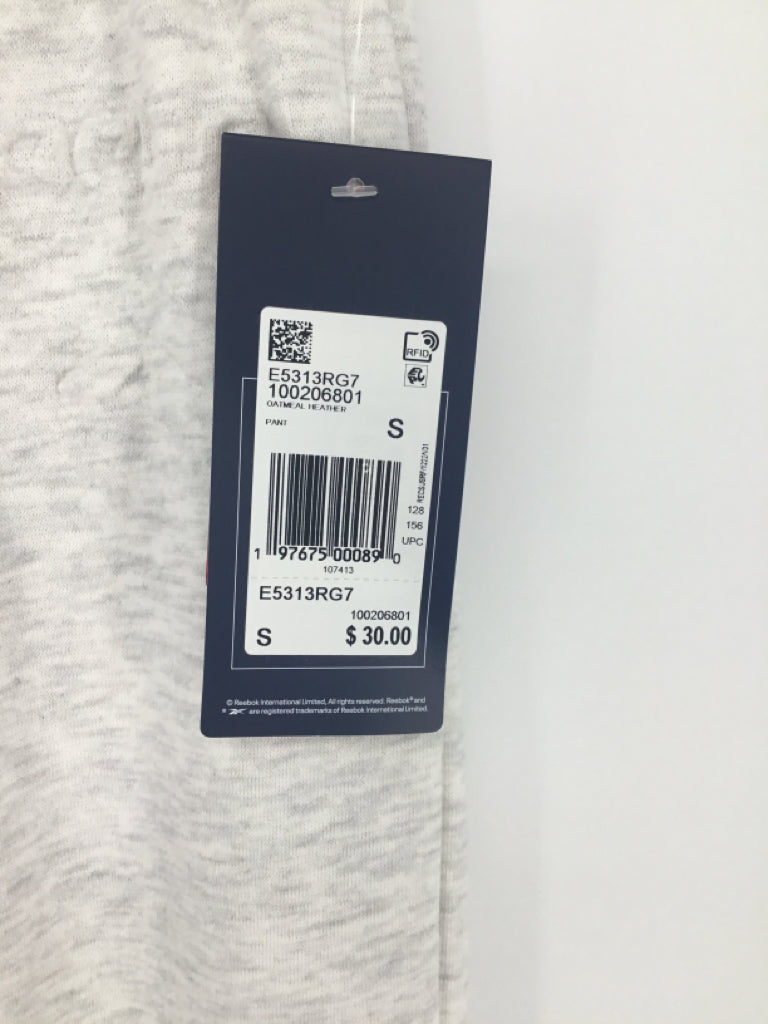 RFID
E5313RG7
100206801
OATMEAL HEATHER
PANT
S
128
156
UPC
1 97675 00089 0
107413
E5313RG7
100206801
S $ 30.00
© Reebok International Limited, All rights reserved. Reebok® and
are registered trademarks of Reebok International Limited.